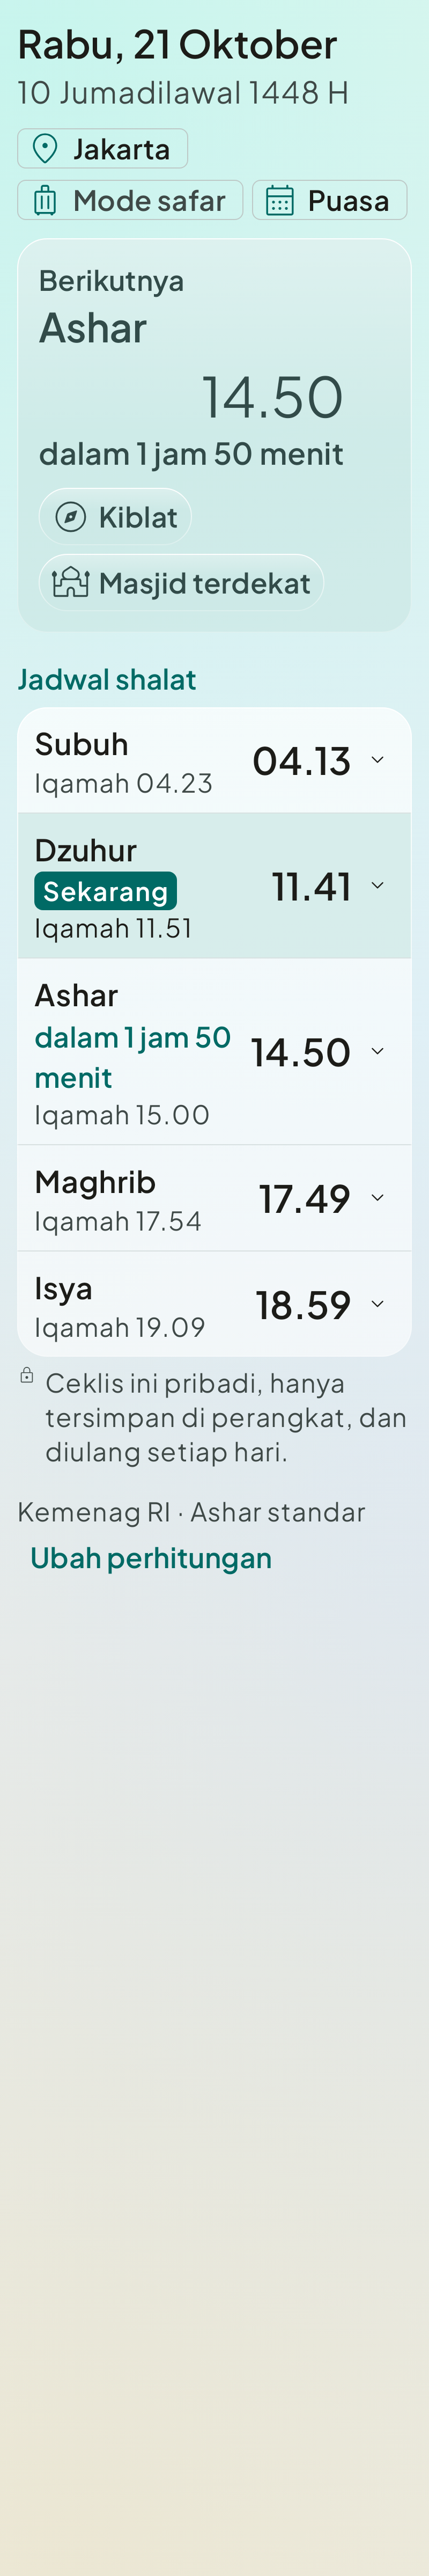 Rabu, 21 Oktober
10 Jumadilawal 1448 H
Jakarta
Mode safar
Puasa
Berikutnya
Ashar
14.50
dalam 1 jam 50 menit
Kiblat
Masjid terdekat
Jadwal shalat
Subuh
Iqamah 04.23
04.13
Dzuhur
Sekarang
Iqamah 11.51
11.41
Ashar
dalam 1 jam 50
menit
Iqamah 15.00
14.50
Maghrib
Iqamah 17.54
17.49
Isya
Iqamah 19.09
18.59
Ceklis ini pribadi, hanya
tersimpan di perangkat, dan
diulang setiap hari.
Kemenag RI · Ashar standar
Ubah perhitungan